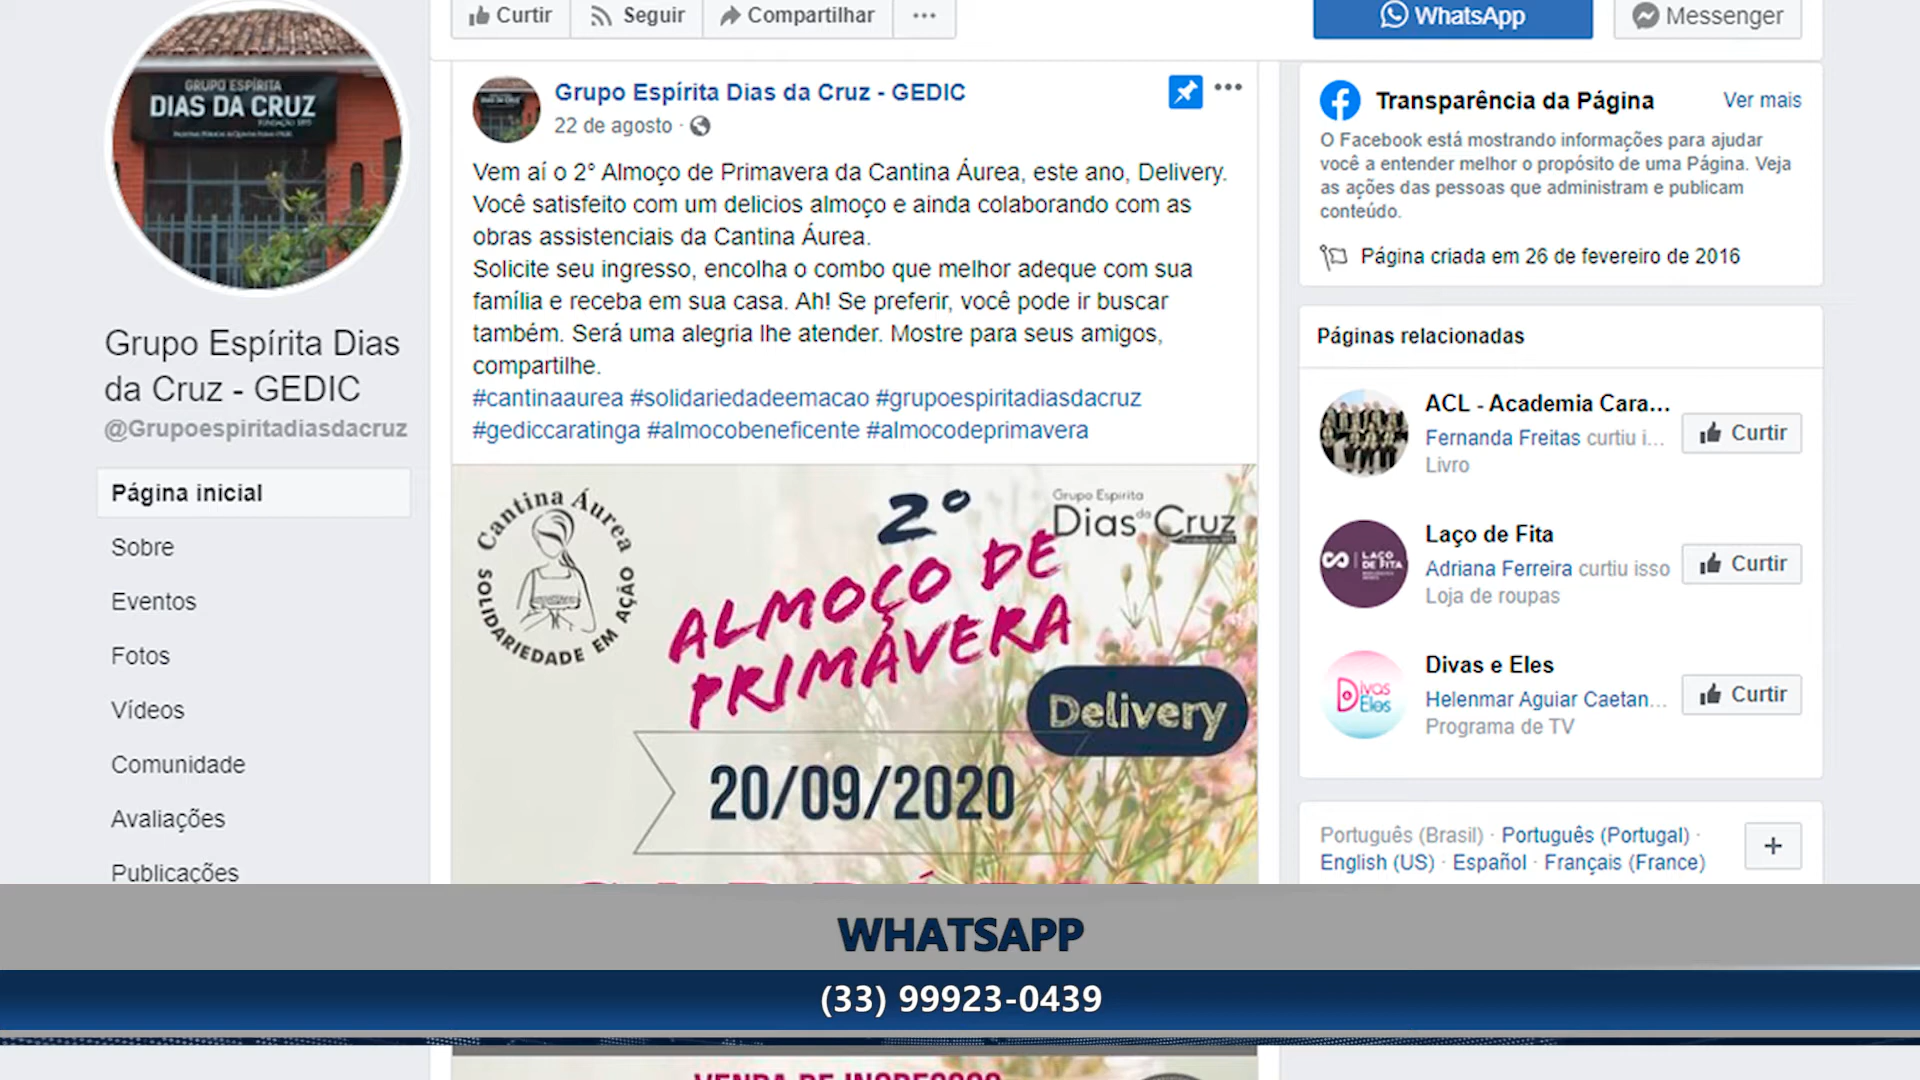 Curtir
Seguir
Compartilhar
WhatsApp
Messenger
GRUPO ESPÍRITA
DIAS DA CRUZ
Grupo Espírita Dias
da Cruz - GEDIC
@Grupoespiritadiasdacruz
Página inicial
Sobre
Eventos
Fotos
Vídeos
Comunidade
Avaliações
Publicações
Grupo Espírita Dias da Cruz - GEDIC
22 de agosto ·
Vem aí o 2° Almoço de Primavera da Cantina Áurea, este ano, Delivery.
Você satisfeito com um delicios almoço e ainda colaborando com as
obras assistenciais da Cantina Áurea.
Solicite seu ingresso, encolha o combo que melhor adeque com sua
família e receba em sua casa. Ah! Se preferir, você pode ir buscar
também. Será uma alegria lhe atender. Mostre para seus amigos,
compartilhe.
#cantinaaurea #solidariedadeemacao #grupoespiritadiasdacruz
#gediccaratinga #almocobeneficente #almocodeprimavera
Cantina Áurea
SOLIDARIEDADE EM AÇÃO
Grupo Espírita
Dias da Cruz
2º
ALMOÇO DE
PRIMAVERA
Delivery
20/09/2020
VENDA DE INGRESSOS
Transparência da Página
Ver mais
O Facebook está mostrando informações para ajudar
você a entender melhor o propósito de uma Página. Veja
as ações das pessoas que administram e publicam
conteúdo.
Página criada em 26 de fevereiro de 2016
Páginas relacionadas
ACL - Academia Cara...
Fernanda Freitas curtiu i...
Livro
Curtir
LAÇO
DE FITA
Laço de Fita
Adriana Ferreira curtiu isso
Loja de roupas
Curtir
Divas
Eles
Divas e Eles
Helenmar Aguiar Caetan...
Programa de TV
Curtir
Português (Brasil) · Português (Portugal) ·
English (US) · Español · Français (France)
+
WHATSAPP
(33) 99923-0439